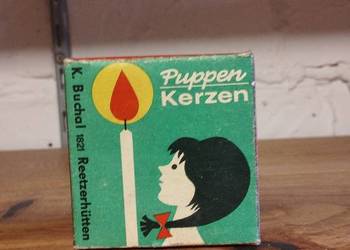 Puppen
Kerzen
K. Buchal 1821 Reetzerhütten